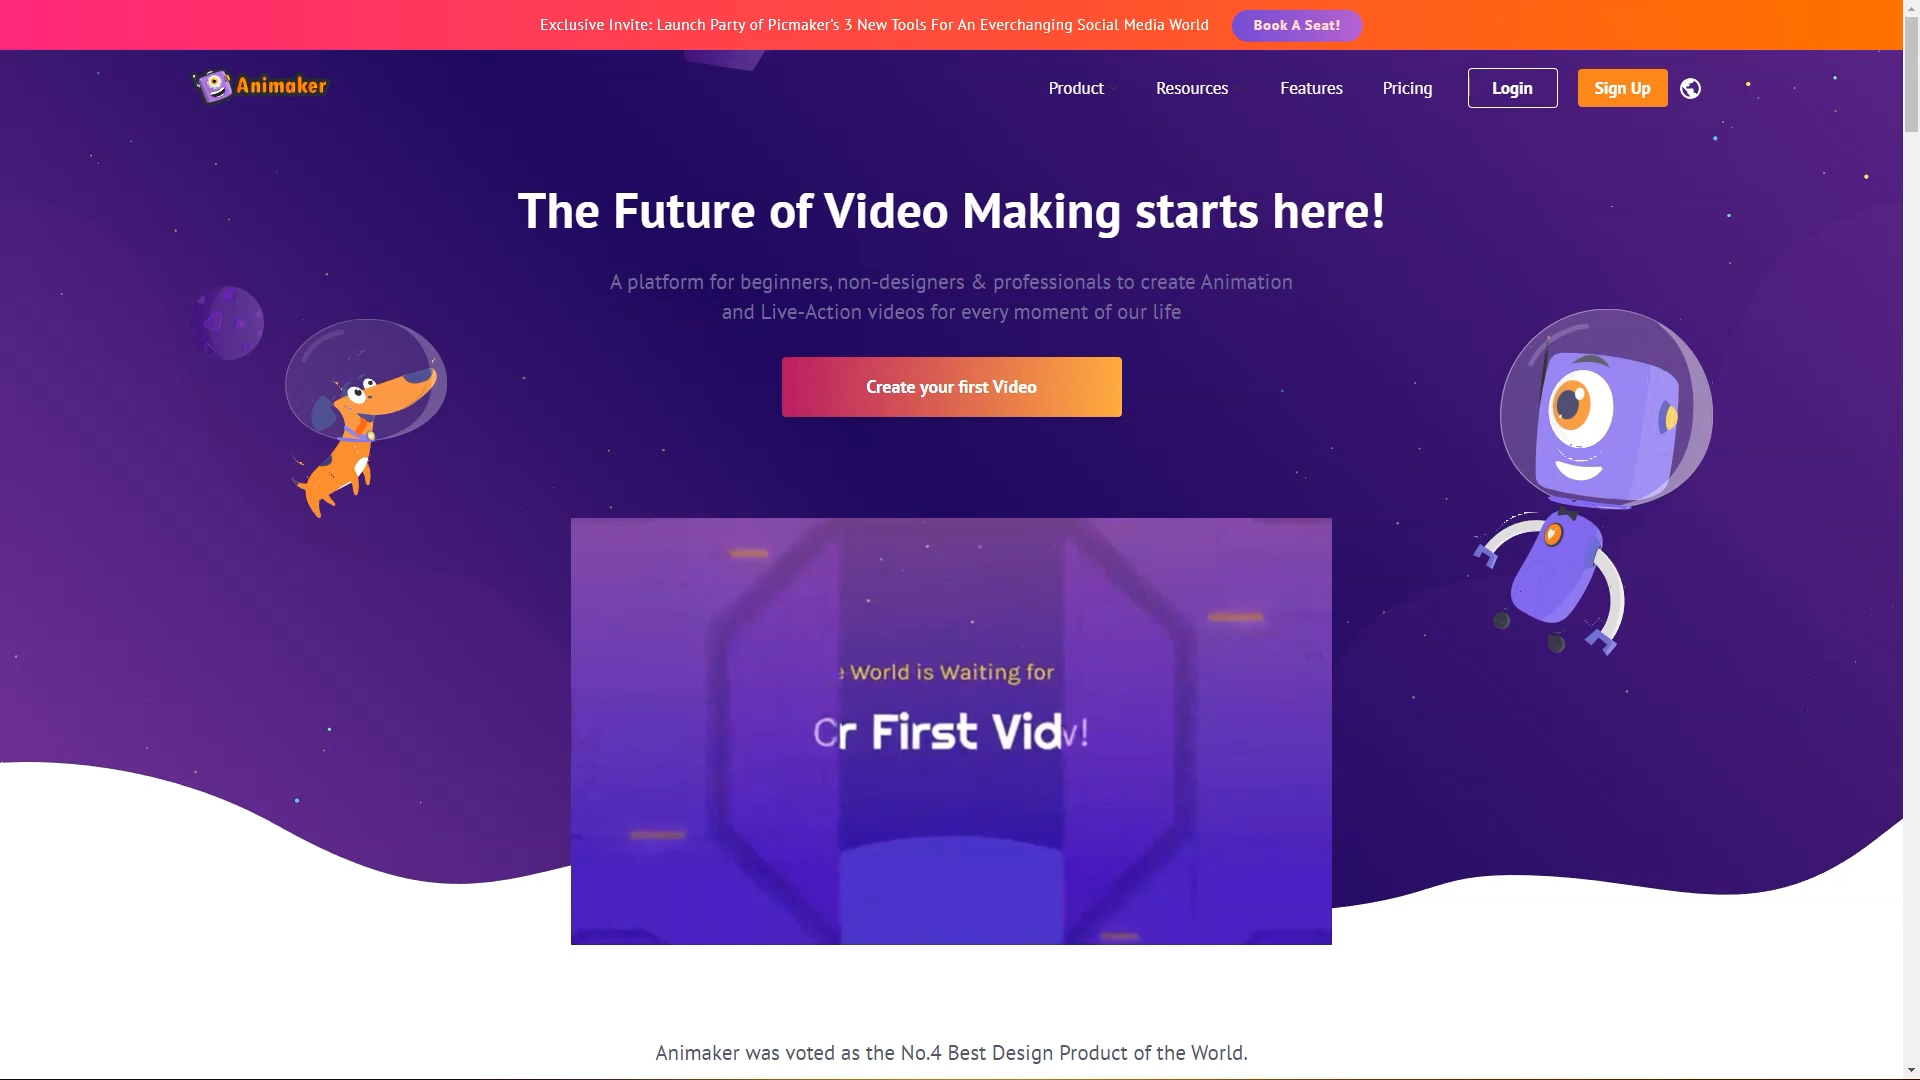 Exclusive Invite: Launch Party of Picmaker's 3 New Tools For An Everchanging Social Media World
Book A Seat!
Animaker
Product
Resources
Features
Pricing
Login
Sign Up
The Future of Video Making starts here!
A platform for beginners, non-designers & professionals to create Animation
and Live-Action videos for every moment of our life
Create your first Video
World is Waiting for
First
Animaker was voted as the No.4 Best Design Product of the World.